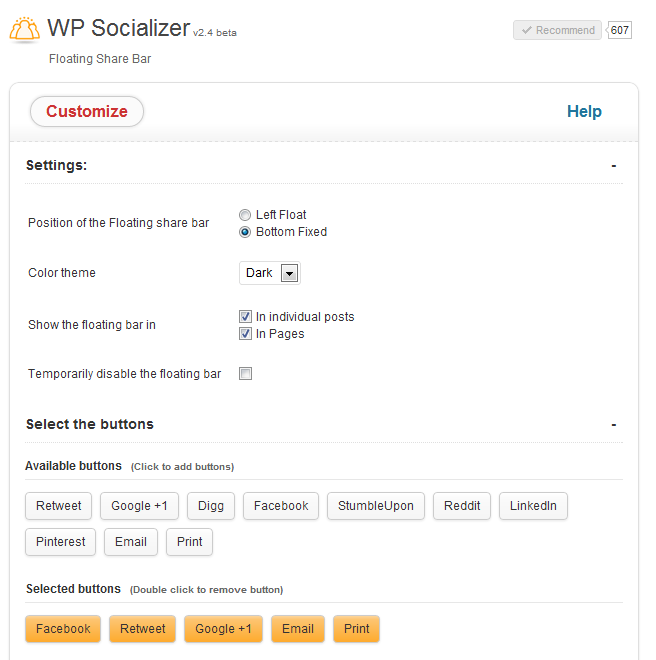 WP Socializer v2.4 beta
Recommend 607
Floating Share Bar
Customize Help
Settings: -
Position of the Floating share bar
Left Float
Bottom Fixed
Color theme Dark
Show the floating bar in
In individual posts
In Pages
Temporarily disable the floating bar
Select the buttons -
Available buttons (Click to add buttons)
Retweet Google +1 Digg Facebook StumbleUpon Reddit LinkedIn
Pinterest Email Print
Selected buttons (Double click to remove button)
Facebook Retweet Google +1 Email Print